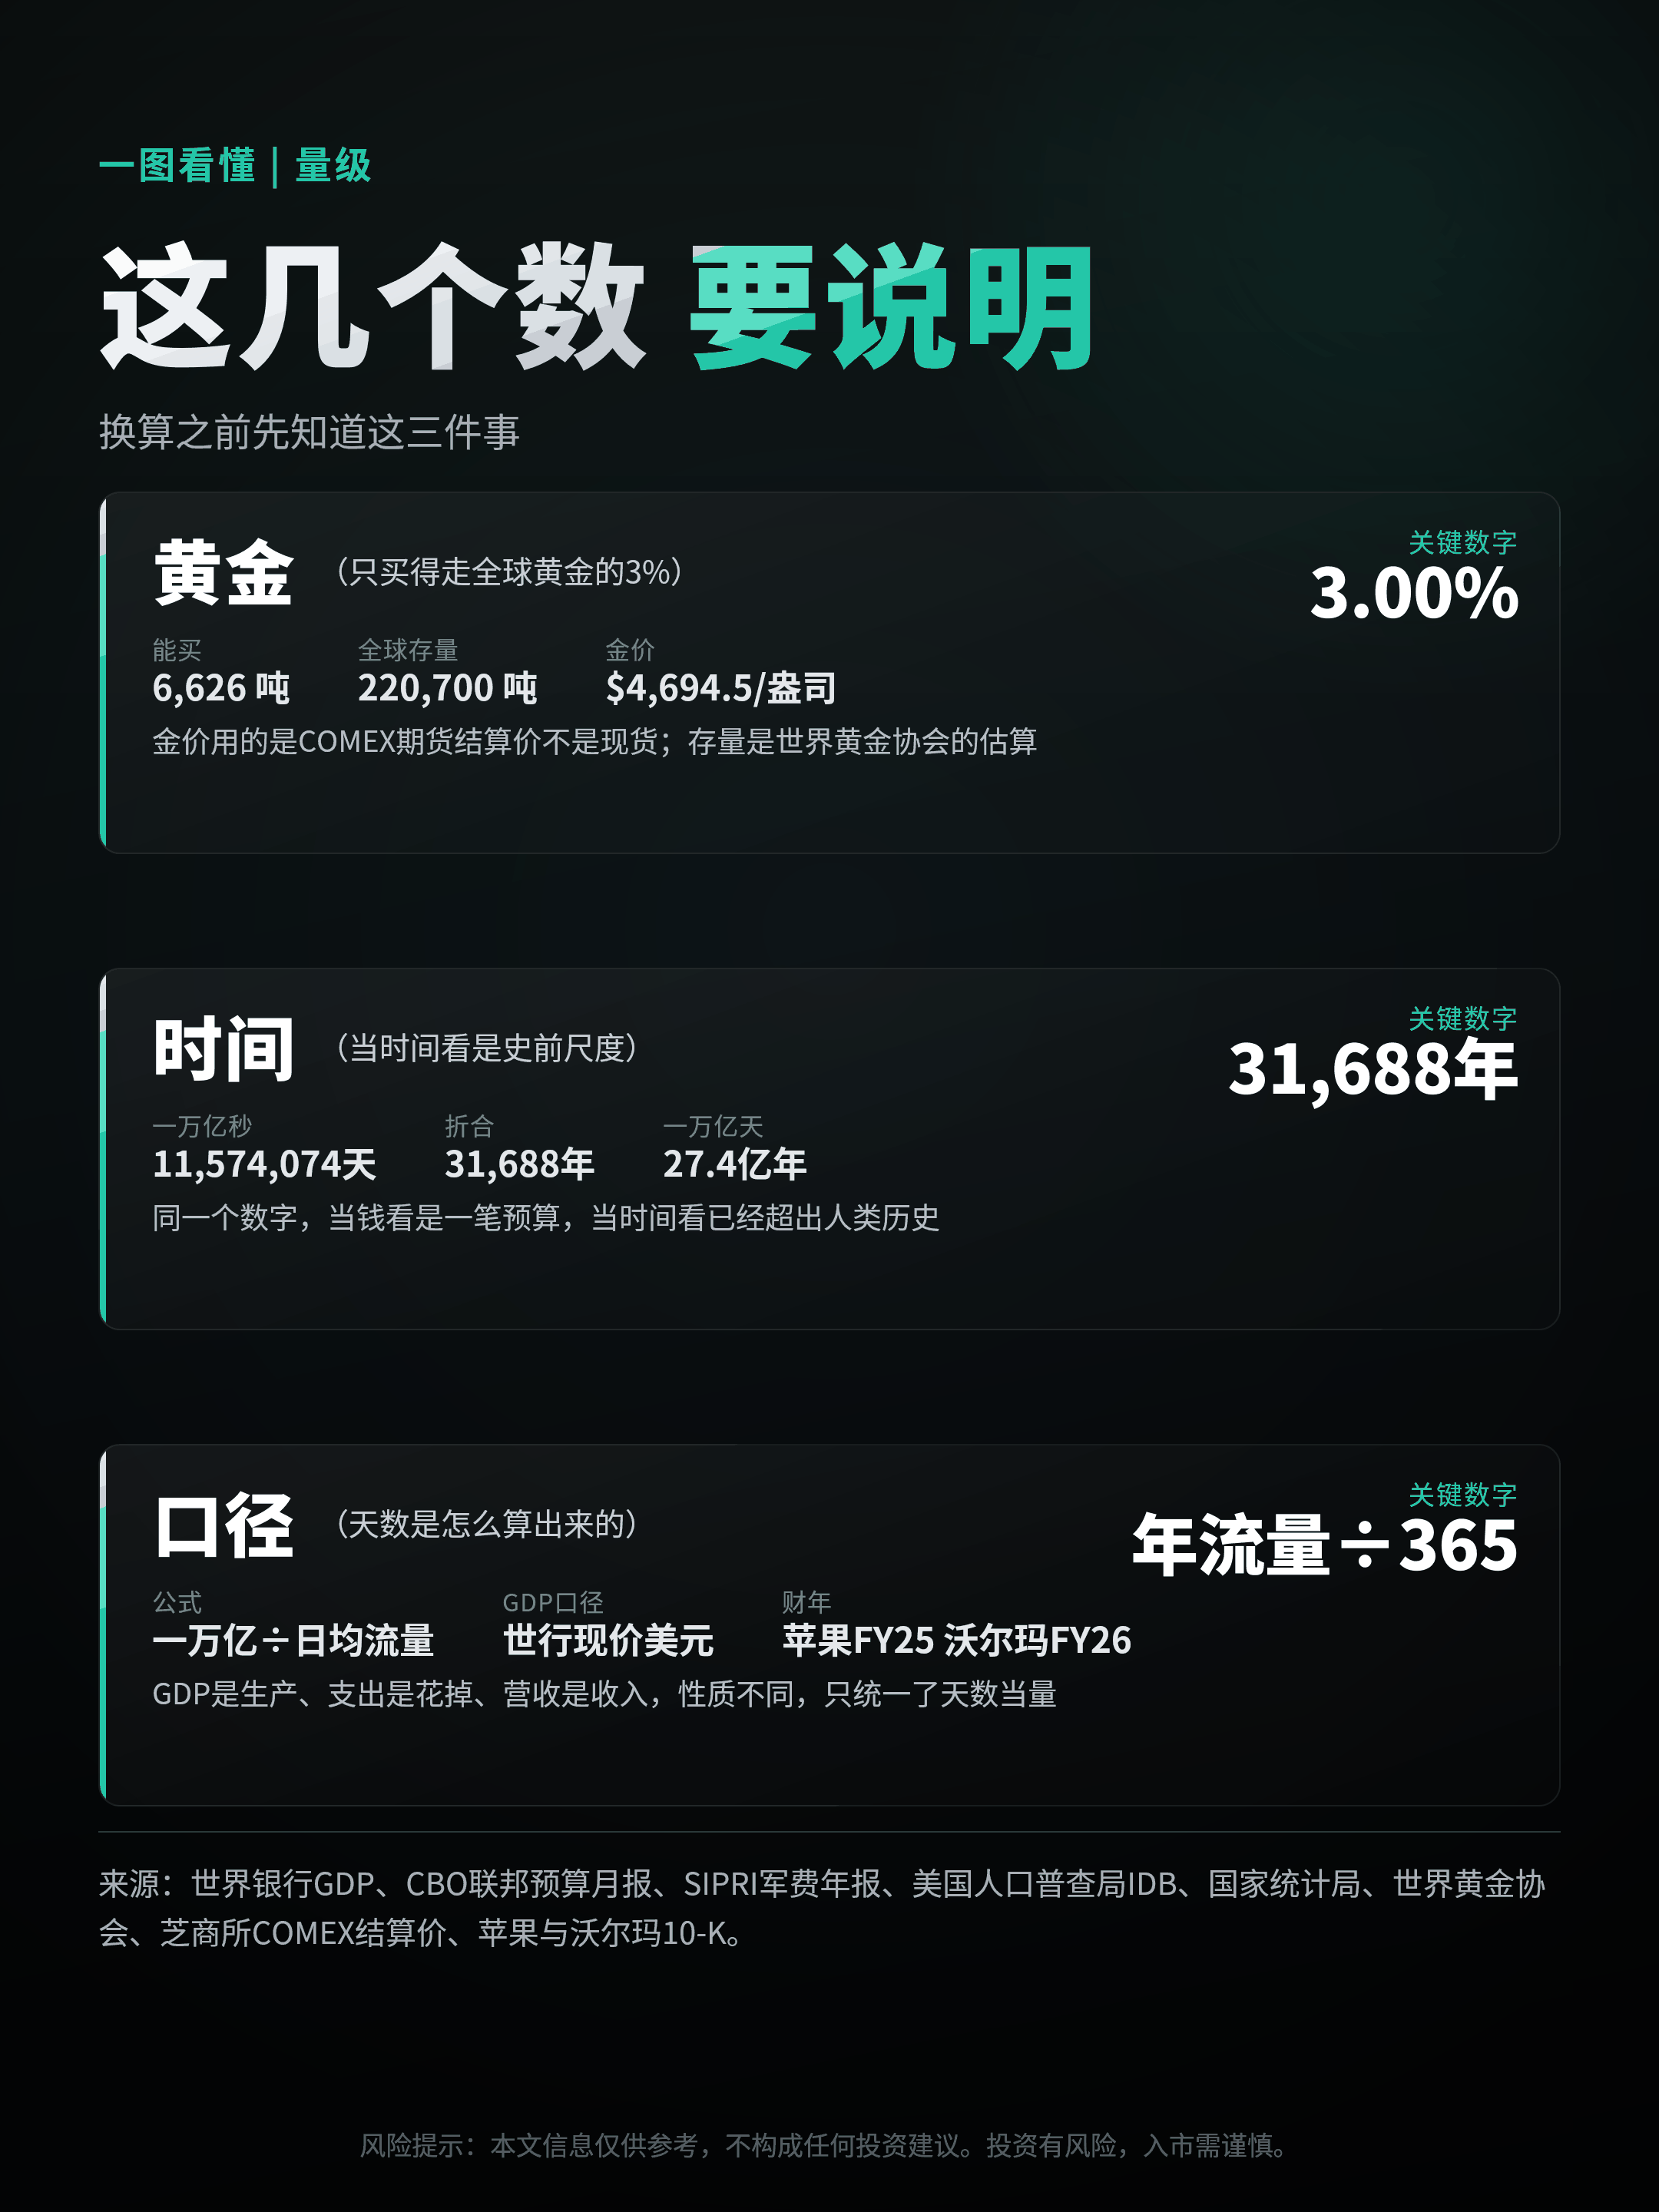 一图看懂 | 量级
这几个数 要说明
换算之前先知道这三件事
黄金 （只买得走全球黄金的3%）
关键数字
3.00%
能买 全球存量 金价
6,626 吨 220,700 吨 $4,694.5/盎司
金价用的是COMEX期货结算价不是现货；存量是世界黄金协会的估算
时间 （当时间看是史前尺度）
关键数字
31,688年
一万亿秒 折合 一万亿天
11,574,074天 31,688年 27.4亿年
同一个数字，当钱看是一笔预算，当时间看已经超出人类历史
口径 （天数是怎么算出来的）
关键数字
年流量÷365
公式 GDP口径 财年
一万亿÷日均流量 世行现价美元 苹果FY25 沃尔玛FY26
GDP是生产、支出是花掉、营收是收入，性质不同，只统一了天数当量
来源：世界银行GDP、CBO联邦预算月报、SIPRI军费年报、美国人口普查局IDB、国家统计局、世界黄金协
会、芝商所COMEX结算价、苹果与沃尔玛10-K。
风险提示：本文信息仅供参考，不构成任何投资建议。投资有风险，入市需谨慎。